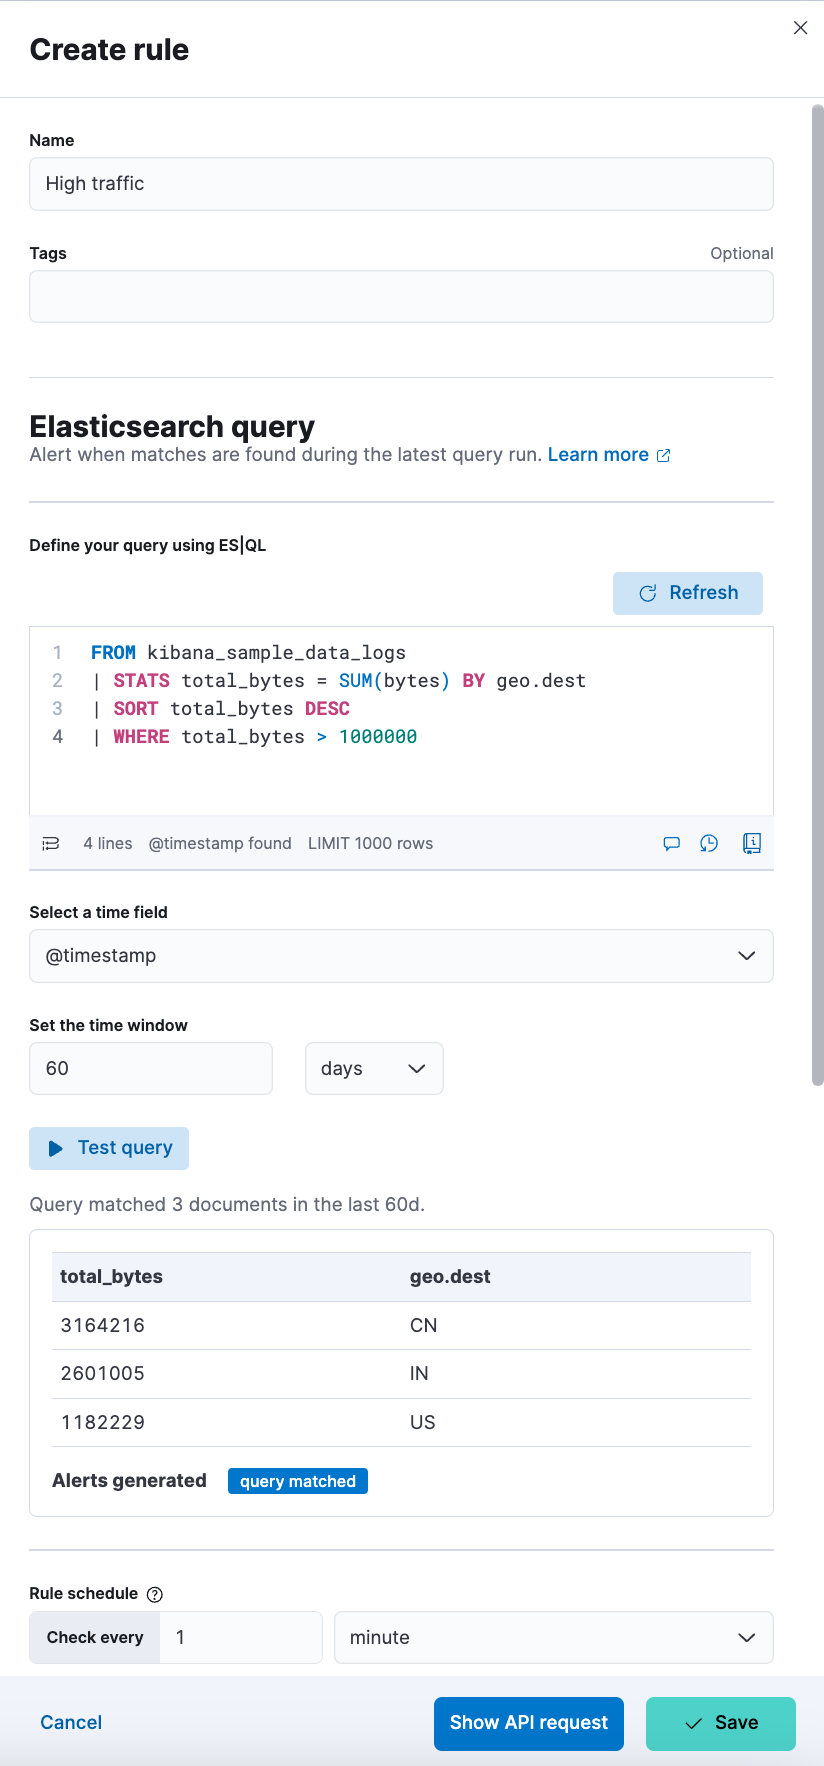 Create rule
Name
High traffic
Tags
Optional
Elasticsearch query
Alert when matches are found during the latest query run. Learn more
Define your query using ES|QL
Refresh
1 FROM kibana_sample_data_logs
2 | STATS total_bytes = SUM(bytes) BY geo.dest
3 | SORT total_bytes DESC
4 | WHERE total_bytes > 1000000
4 lines @timestamp found LIMIT 1000 rows
Select a time field
@timestamp
Set the time window
60 days
Test query
Query matched 3 documents in the last 60d.
total_bytes geo.dest
3164216 CN
2601005 IN
1182229 US
Alerts generated query matched
Rule schedule
Check every 1 minute
Cancel Show API request Save